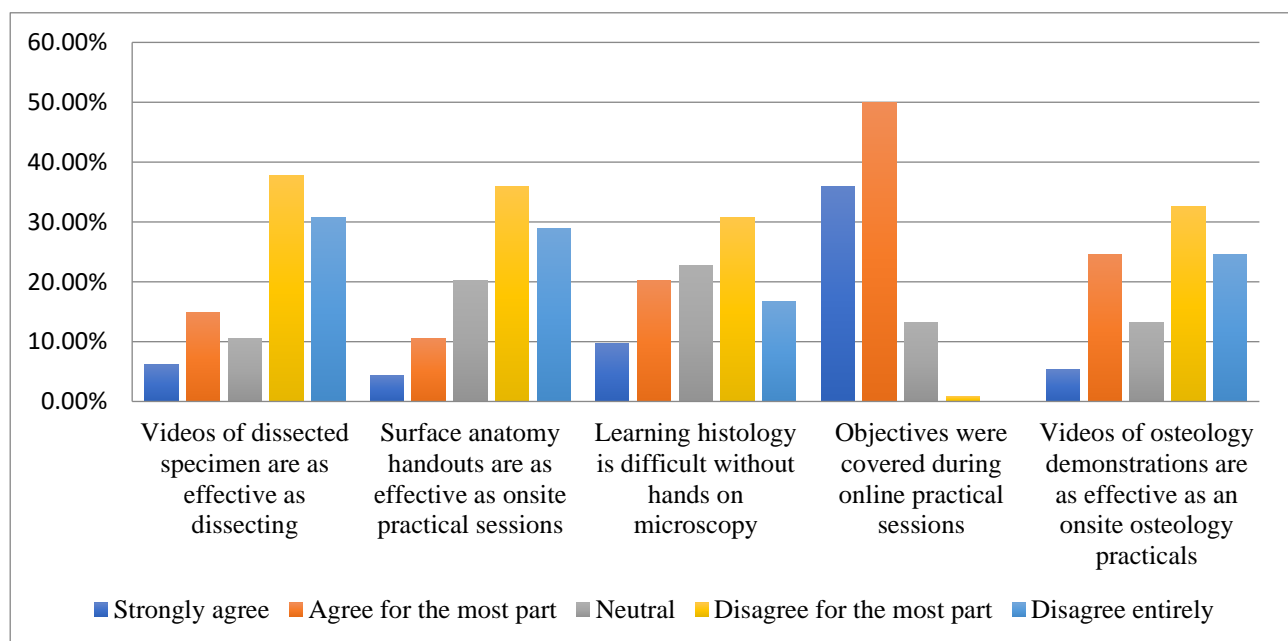 60.00%
50.00%
40.00%
30.00%
20.00%
10.00%
0.00%
Videos of dissected
specimen are as
effective as
dissecting
Surface anatomy
handouts are as
effective as onsite
practical sessions
Learning histology
is difficult without
hands on
microscopy
Objectives were
covered during
online practical
sessions
Videos of osteology
demonstrations are
as effective as an
onsite osteology
practicals
Strongly agree
Agree for the most part
Neutral
Disagree for the most part
Disagree entirely